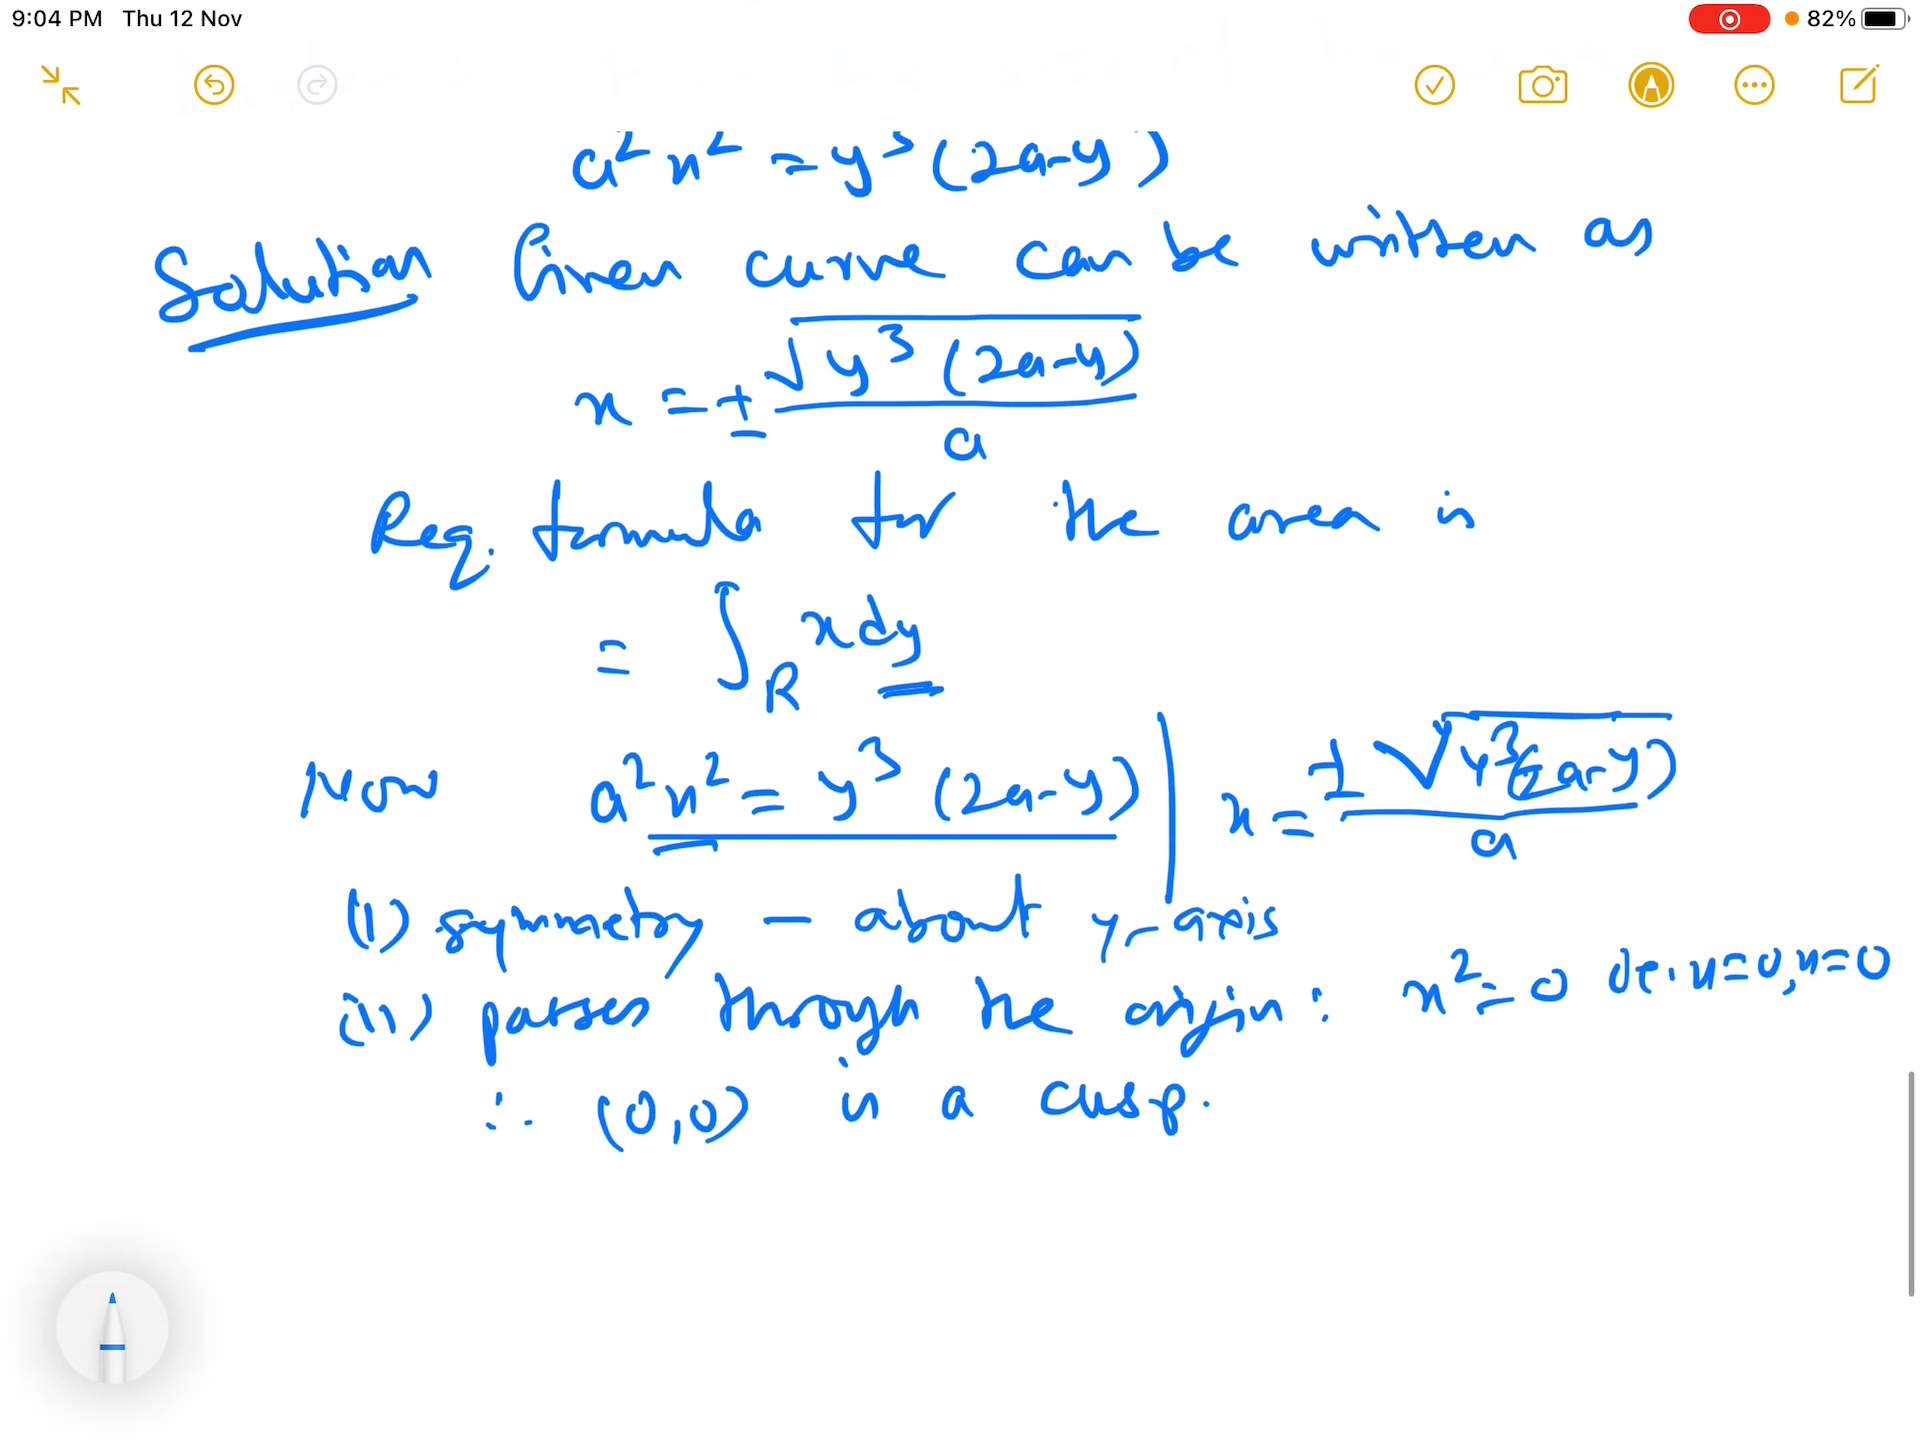 9:04 PM Thu 12 Nov 82%
a²x² = y³ (2a-y)
Solution Given curve can be written as
x = ± √y³ (2a-y) / a
Req. formula for the area is
= ∫_R x dy
Now a²x² = y³ (2a-y) | x = ± √y³(2a-y) / a
(i) symmetry - about y-axis
(ii) passes through the origin : x² = 0 i.e. x=0, x=0
∴ (0,0) is a cusp.